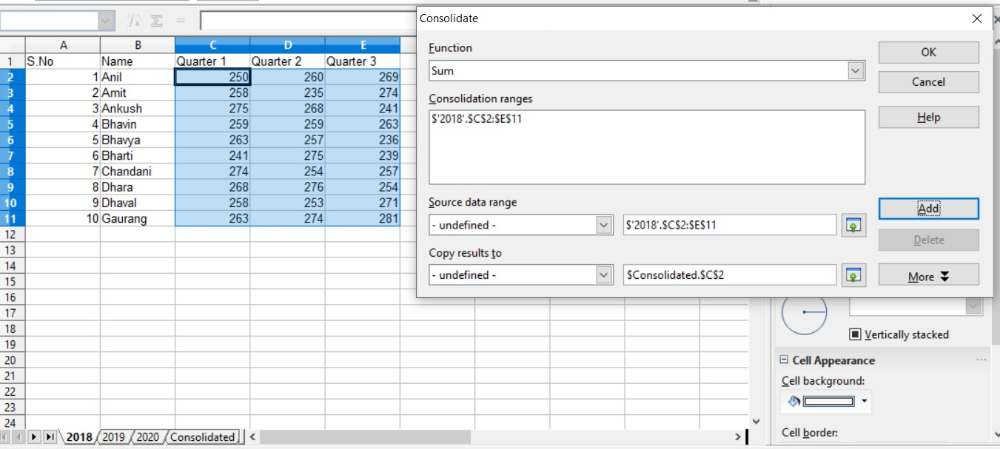 Consolidate
Function
Sum
OK
Cancel
Consolidation ranges
$'2018'.$C$2:$E$11
Help
Source data range
- undefined -
$'2018'.$C$2:$E$11
Add
Delete
Copy results to
- undefined -
$Consolidated.$C$2
More
A B C D E
1 S.No Name Quarter 1 Quarter 2 Quarter 3
2 1 Anil 250 260 269
3 2 Amit 258 235 274
4 3 Ankush 275 268 241
5 4 Bhavin 259 259 263
6 5 Bhavya 263 257 236
7 6 Bharti 241 275 239
8 7 Chandani 274 254 257
9 8 Dhara 268 276 254
10 9 Dhaval 258 253 271
11 10 Gaurang 263 274 281
12
13
14
15
16
17
18
19
20
21
22
23
24
Vertically stacked
Cell Appearance
Cell background:
Cell border:
2018 2019 2020 Consolidated